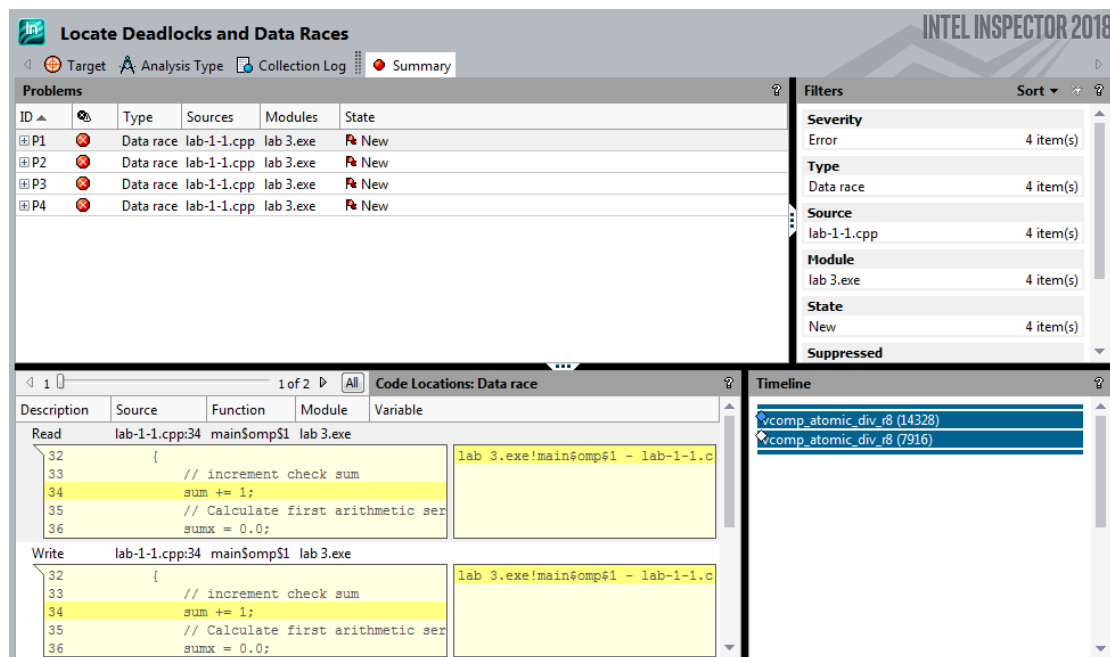 INTEL INSPECTOR 2018
Locate Deadlocks and Data Races
Target Analysis Type Collection Log Summary
Problems ?
ID Type Sources Modules State
P1 Data race lab-1-1.cpp lab 3.exe New
P2 Data race lab-1-1.cpp lab 3.exe New
P3 Data race lab-1-1.cpp lab 3.exe New
P4 Data race lab-1-1.cpp lab 3.exe New
Filters Sort ?
Severity
Error 4 item(s)
Type
Data race 4 item(s)
Source
lab-1-1.cpp 4 item(s)
Module
lab 3.exe 4 item(s)
State
New 4 item(s)
Suppressed
1 1 of 2 All Code Locations: Data race ?
Description Source Function Module Variable
Read lab-1-1.cpp:34 main$omp$1 lab 3.exe
32 { lab 3.exe!main$omp$1 - lab-1-1.c
33 // increment check sum
34 sum += 1;
35 // Calculate first arithmetic ser
36 sumx = 0.0;
Write lab-1-1.cpp:34 main$omp$1 lab 3.exe
32 { lab 3.exe!main$omp$1 - lab-1-1.c
33 // increment check sum
34 sum += 1;
35 // Calculate first arithmetic ser
36 sumx = 0.0;
Timeline ?
vcomp_atomic_div_r8 (14328)
vcomp_atomic_div_r8 (7916)